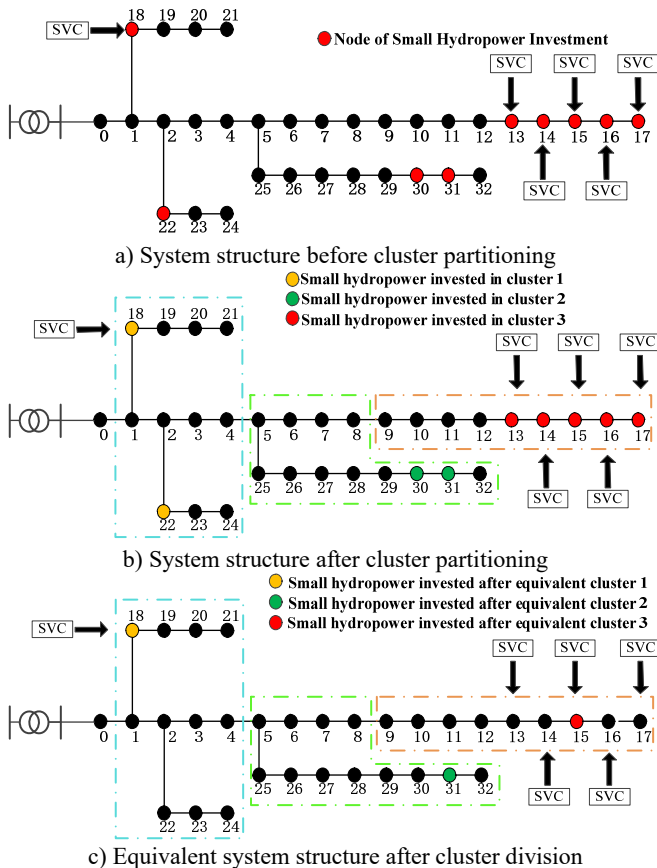 18 19 20 21
SVC
Node of Small Hydropower Investment
SVC SVC SVC
0 1 2 3 4 5 6 7 8 9 10 11 12 13 14 15 16 17
25 26 27 28 29 30 31 32
SVC SVC
22 23 24
a) System structure before cluster partitioning
Small hydropower invested in cluster 1
Small hydropower invested in cluster 2
Small hydropower invested in cluster 3
18 19 20 21
SVC
SVC SVC SVC
0 1 2 3 4 5 6 7 8 9 10 11 12 13 14 15 16 17
25 26 27 28 29 30 31 32
SVC SVC
22 23 24
b) System structure after cluster partitioning
Small hydropower invested after equivalent cluster 1
Small hydropower invested after equivalent cluster 2
Small hydropower invested after equivalent cluster 3
18 19 20 21
SVC
SVC SVC SVC
0 1 2 3 4 5 6 7 8 9 10 11 12 13 14 15 16 17
25 26 27 28 29 30 31 32
SVC SVC
22 23 24
c) Equivalent system structure after cluster division